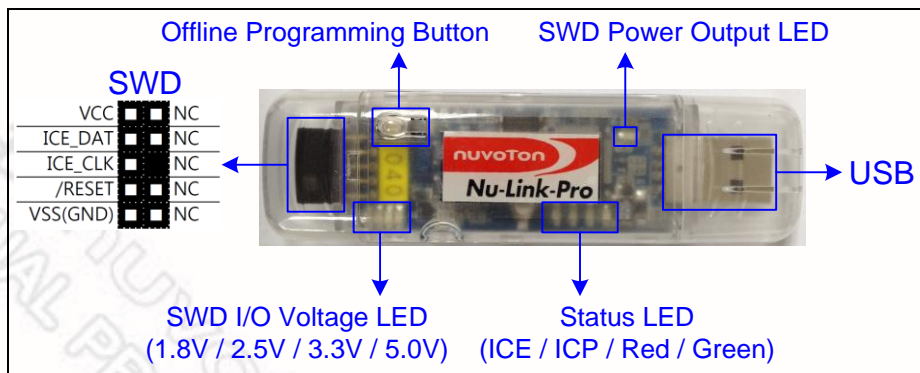 Offline Programming Button
SWD Power Output LED
SWD
VCC NC
ICE_DAT NC
ICE_CLK NC
/RESET NC
VSS(GND) NC
040
nuvoTon
Nu-Link-Pro
USB
SWD I/O Voltage LED
(1.8V / 2.5V / 3.3V / 5.0V)
Status LED
(ICE / ICP / Red / Green)